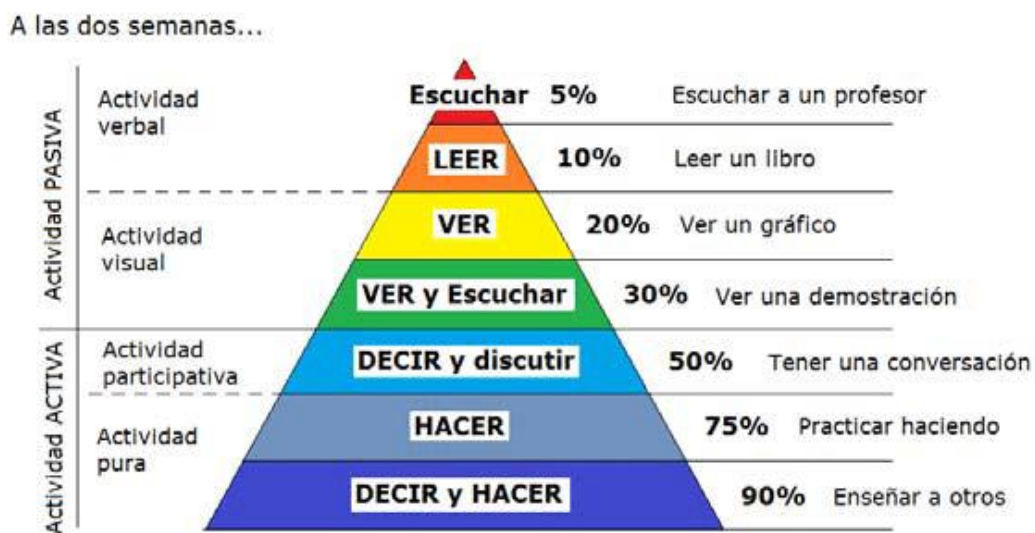 A las dos semanas...
Actividad PASIVA
Actividad
verbal
Escuchar 5% Escuchar a un profesor
LEER 10% Leer un libro
Actividad
visual
VER 20% Ver un gráfico
VER y Escuchar 30% Ver una demostración
Actividad ACTIVA
Actividad
participativa
DECIR y discutir 50% Tener una conversación
Actividad
pura
HACER 75% Practicar haciendo
DECIR y HACER 90% Enseñar a otros